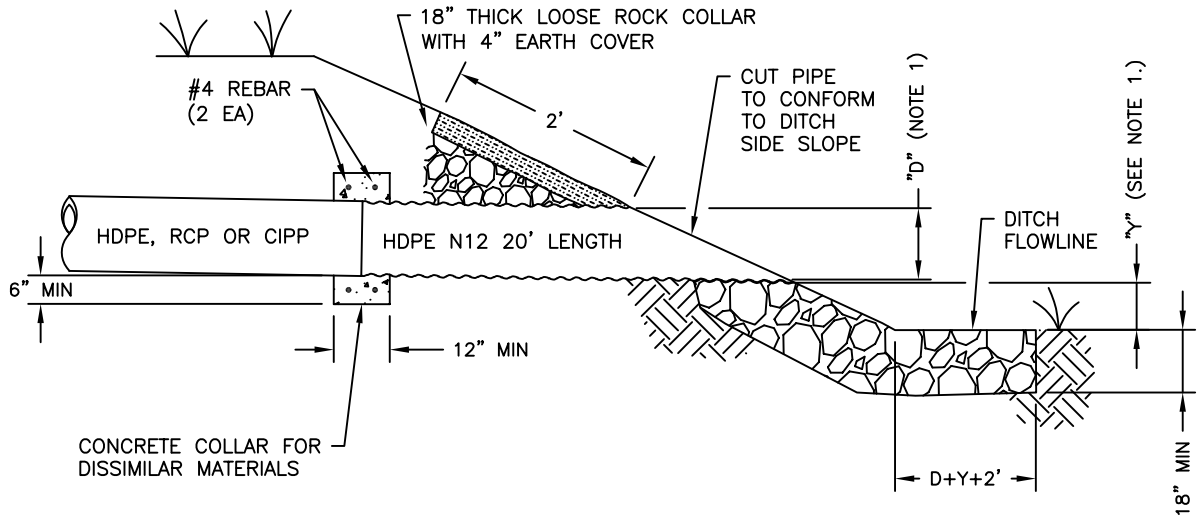 18" THICK LOOSE ROCK COLLAR
WITH 4" EARTH COVER
#4 REBAR
(2 EA)
2'
CUT PIPE
TO CONFORM
TO DITCH
SIDE SLOPE
"D" (NOTE 1)
"Y" (SEE NOTE 1.)
HDPE, RCP OR CIPP
HDPE N12 20' LENGTH
DITCH
FLOWLINE
6" MIN
12" MIN
CONCRETE COLLAR FOR
DISSIMILAR MATERIALS
D+Y+2'
18" MIN